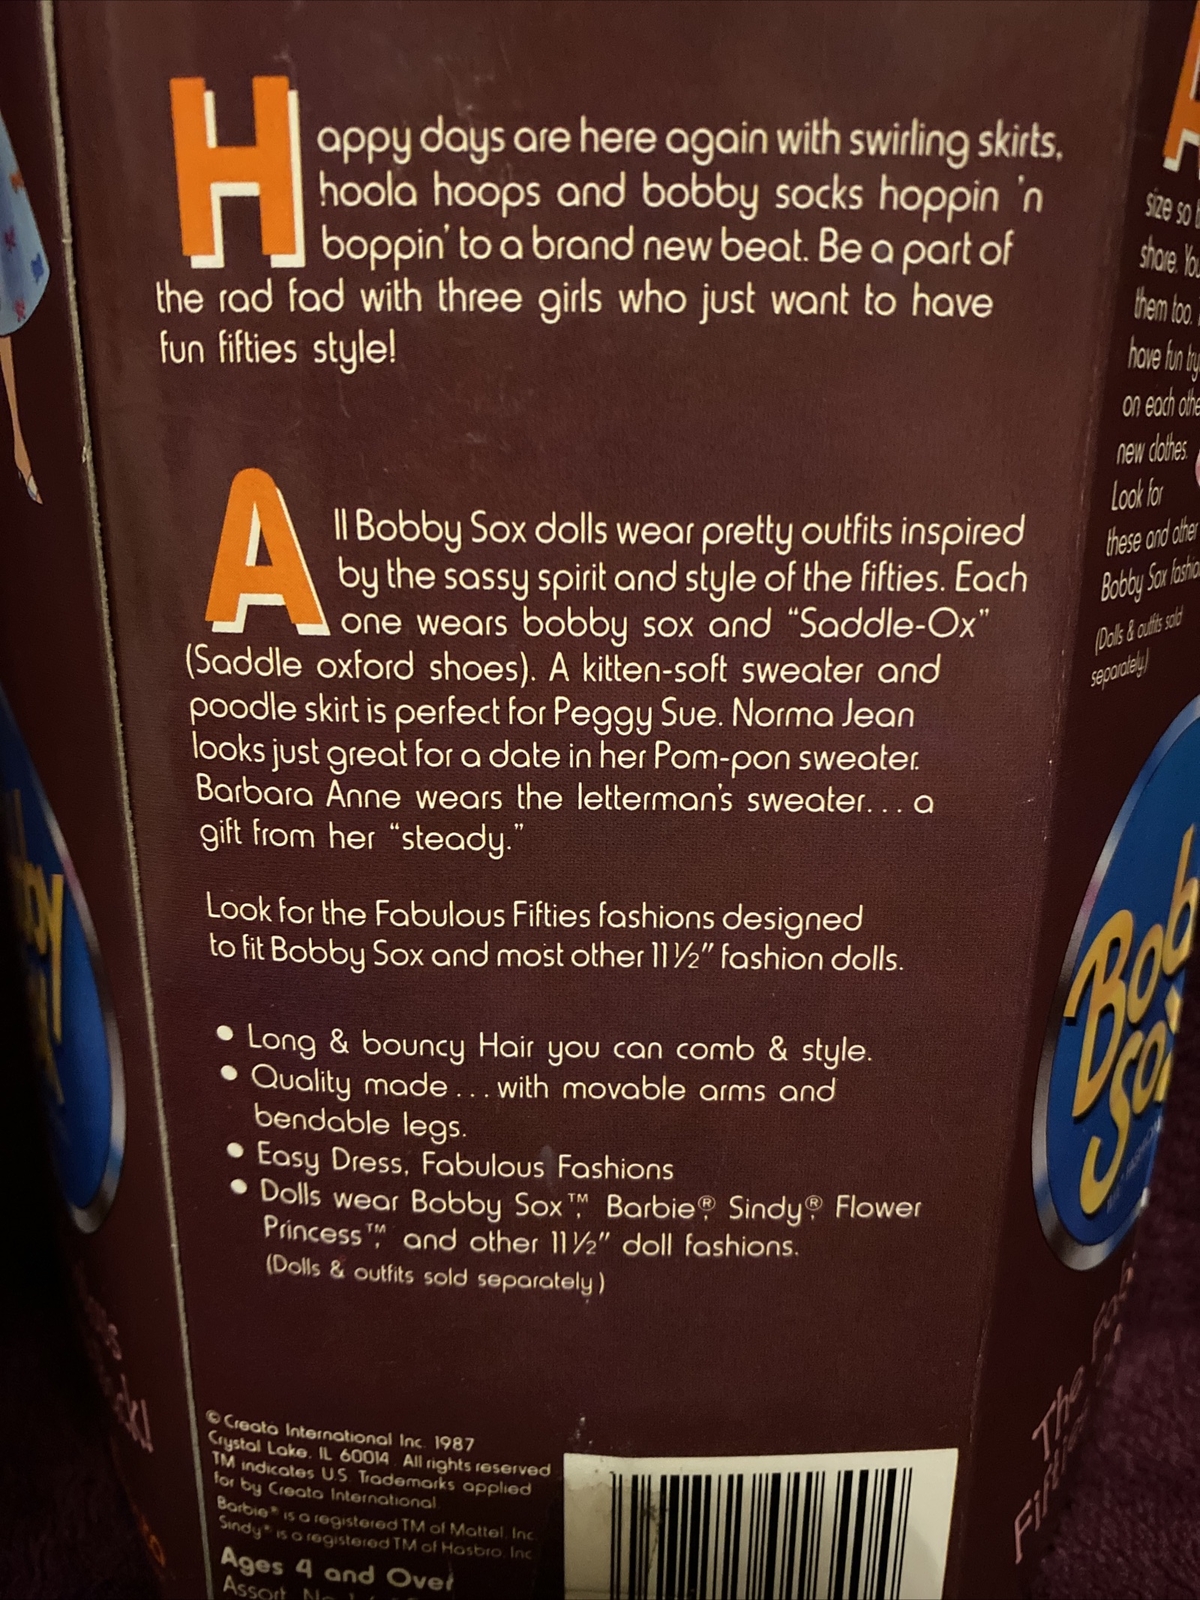 Happy days are here again with swirling skirts,
hoola hoops and bobby socks hoppin 'n
boppin' to a brand new beat. Be a part of
the rad fad with three girls who just want to have
fun fifties style!
All Bobby Sox dolls wear pretty outfits inspired
by the sassy spirit and style of the fifties. Each
one wears bobby sox and “Saddle-Ox”
(Saddle oxford shoes). A kitten-soft sweater and
poodle skirt is perfect for Peggy Sue. Norma Jean
looks just great for a date in her Pom-pon sweater.
Barbara Anne wears the letterman's sweater... a
gift from her “steady.”
Look for the Fabulous Fifties fashions designed
to fit Bobby Sox and most other 11½” fashion dolls.
• Long & bouncy Hair you can comb & style.
• Quality made ... with movable arms and
bendable legs.
• Easy Dress, Fabulous Fashions
• Dolls wear Bobby Sox™, Barbie®, Sindy®, Flower
Princess™, and other 11½” doll fashions.
(Dolls & outfits sold separately)
© Creata International Inc. 1987
Crystal Lake, IL 60014. All rights reserved
TM indicates U.S. Trademarks applied
for by Creata International
Barbie® is a registered TM of Mattel, Inc.
Sindy® is a registered TM of Hasbro, Inc.
Ages 4 and Over
Assort. No.
size so
share. You
them too.
have fun
on each
new clothes.
Look for
these and other
Bobby Sox
(Dolls & outfits sold
separately)
Sox
The